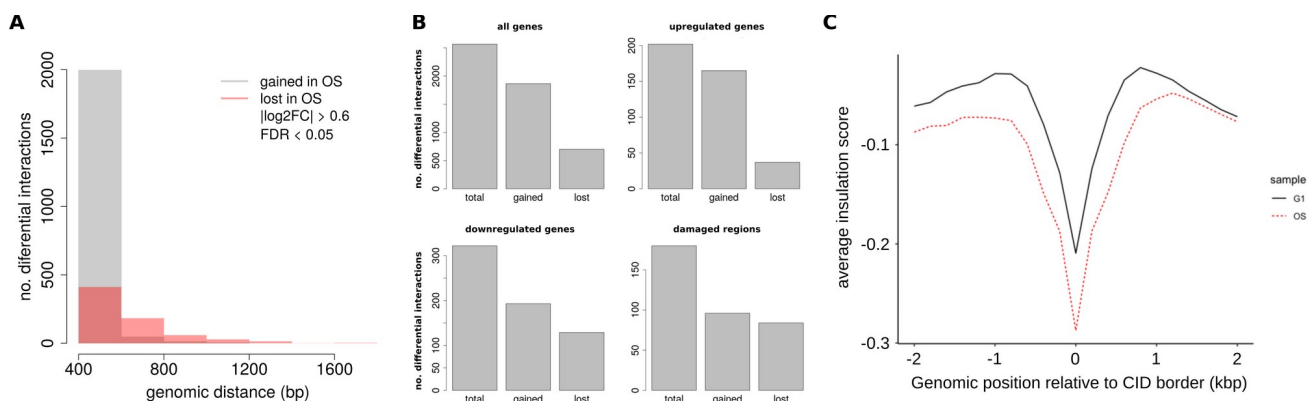 A
no. diferential interactions
2000
1500
1000
500
0
gained in OS
lost in OS
|log2FC| > 0.6
FDR < 0.05
400
800
1200
1600
genomic distance (bp)
B
all genes
no. differential interactions
2000
1000
500
0
total
gained
lost
upregulated genes
200
150
100
50
0
total
gained
lost
downregulated genes
no. differential interactions
300
200
100
50
0
total
gained
lost
damaged regions
no. differential interactions
150
100
50
0
total
gained
lost
C
average insulation score
-0.1
-0.2
-0.3
-2
-1
0
1
2
Genomic position relative to CID border (kbp)
sample
G1
OS